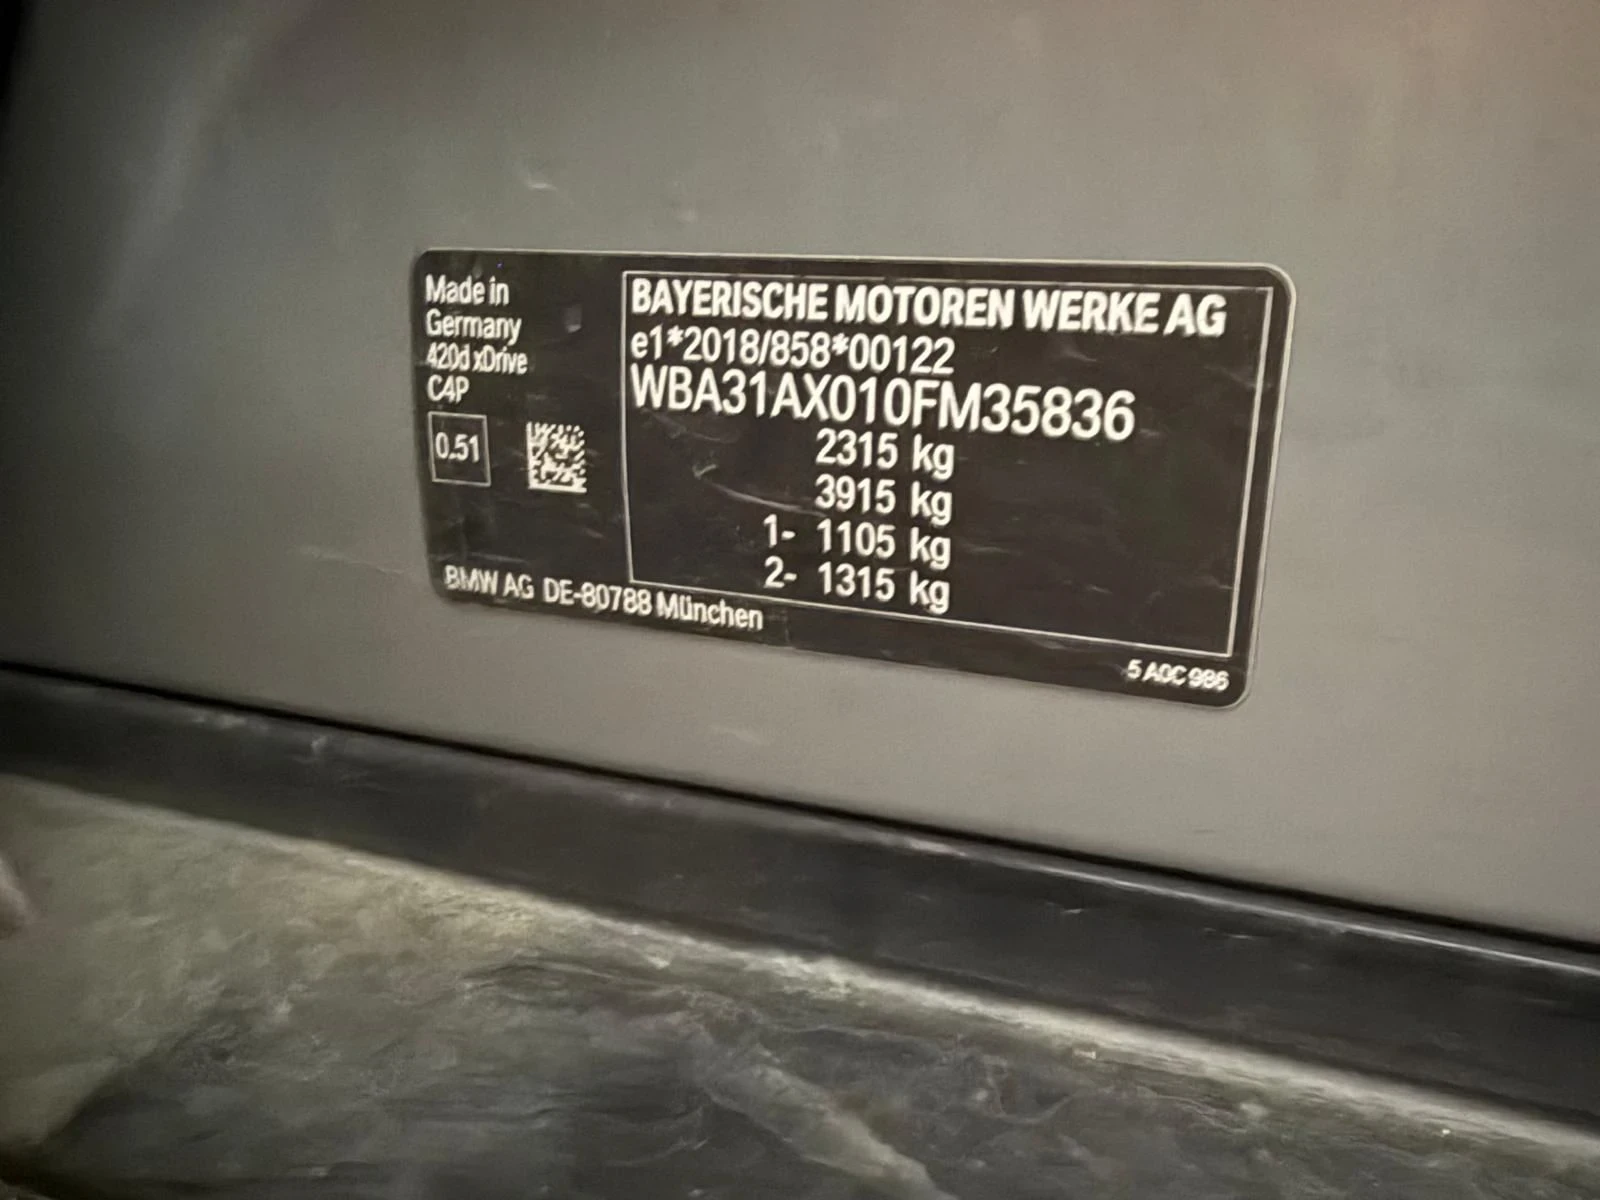 Made in
Germany
420d xDrive
C4P
0.51
BMW AG DE-80788 München
BAYERISCHE MOTOREN WERKE AG
e1*2018/858*00122
WBA31AX010FM35836
2315 kg
3915 kg
1- 1105 kg
2- 1315 kg
5 A0C 986